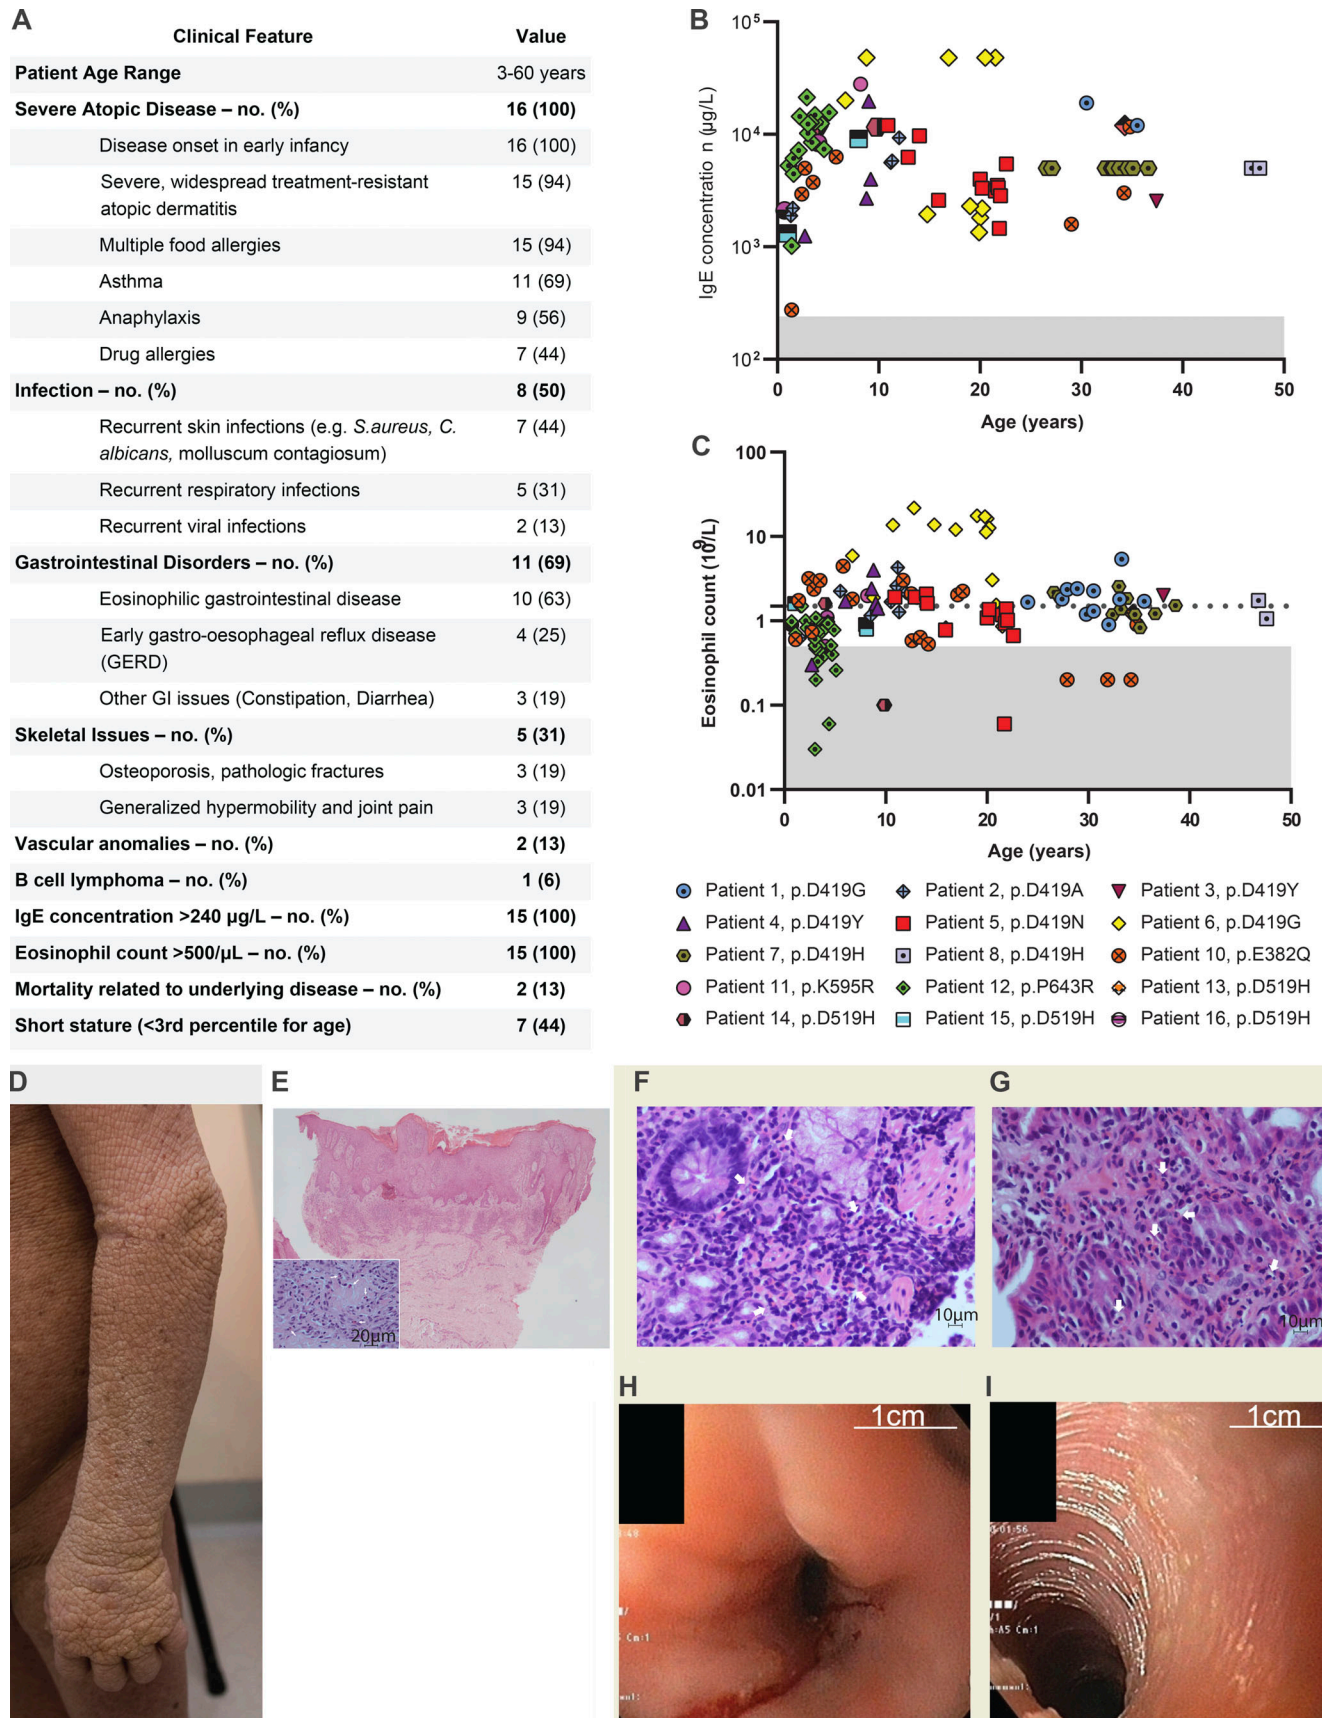 A
Clinical Feature Value
Patient Age Range 3-60 years
Severe Atopic Disease – no. (%) 16 (100)
Disease onset in early infancy 16 (100)
Severe, widespread treatment-resistant 15 (94)
atopic dermatitis
Multiple food allergies 15 (94)
Asthma 11 (69)
Anaphylaxis 9 (56)
Drug allergies 7 (44)
Infection – no. (%) 8 (50)
Recurrent skin infections (e.g. S.aureus, C. 7 (44)
albicans, molluscum contagiosum)
Recurrent respiratory infections 5 (31)
Recurrent viral infections 2 (13)
Gastrointestinal Disorders – no. (%) 11 (69)
Eosinophilic gastrointestinal disease 10 (63)
Early gastro-oesophageal reflux disease 4 (25)
(GERD)
Other GI issues (Constipation, Diarrhea) 3 (19)
Skeletal Issues – no. (%) 5 (31)
Osteoporosis, pathologic fractures 3 (19)
Generalized hypermobility and joint pain 3 (19)
Vascular anomalies – no. (%) 2 (13)
B cell lymphoma – no. (%) 1 (6)
IgE concentration >240 µg/L – no. (%) 15 (100)
Eosinophil count >500/µL – no. (%) 15 (100)
Mortality related to underlying disease – no. (%) 2 (13)
Short stature (<3rd percentile for age) 7 (44)
B
IgE concentratio n (µg/L)
10⁵
10⁴
10³
10²
0 10 20 30 40 50
Age (years)
C
Eosinophil count (10⁹/L)
100
10
1
0.1
0.01
0 10 20 30 40 50
Age (years)
Patient 1, p.D419G Patient 2, p.D419A Patient 3, p.D419Y
Patient 4, p.D419Y Patient 5, p.D419N Patient 6, p.D419G
Patient 7, p.D419H Patient 8, p.D419H Patient 10, p.E382Q
Patient 11, p.K595R Patient 12, p.P643R Patient 13, p.D519H
Patient 14, p.D519H Patient 15, p.D519H Patient 16, p.D519H
D
E
20µm
F
10µm
G
10µm
H
1cm
1:49
Cm:1
I
1cm
01:56
/1
:A5 Cm:1